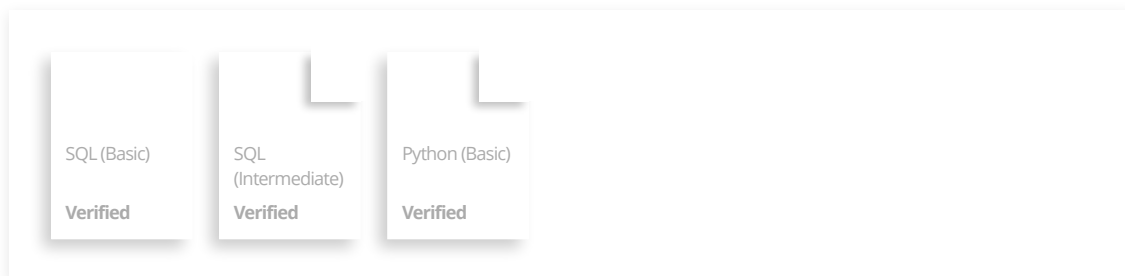 SQL (Basic)
Verified
SQL
(Intermediate)
Verified
Python (Basic)
Verified